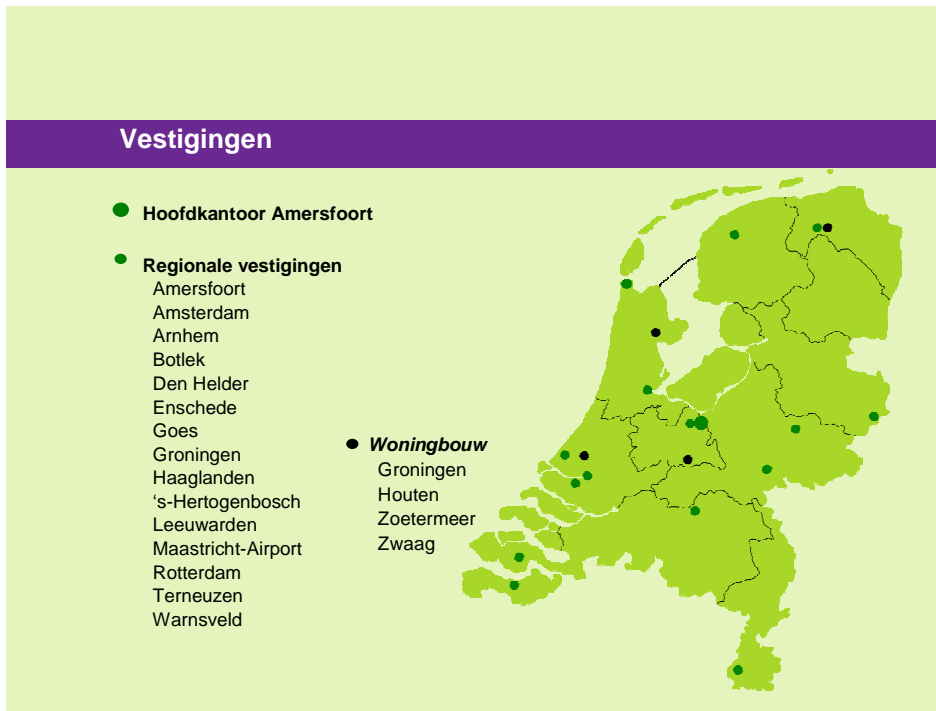 Vestigingen
Hoofdkantoor Amersfoort
Regionale vestigingen
Amersfoort
Amsterdam
Arnhem
Botlek
Den Helder
Enschede
Goes
Groningen
Haaglanden
‘s-Hertogenbosch
Leeuwarden
Maastricht-Airport
Rotterdam
Terneuzen
Warnsveld
Woningbouw
Groningen
Houten
Zoetermeer
Zwaag